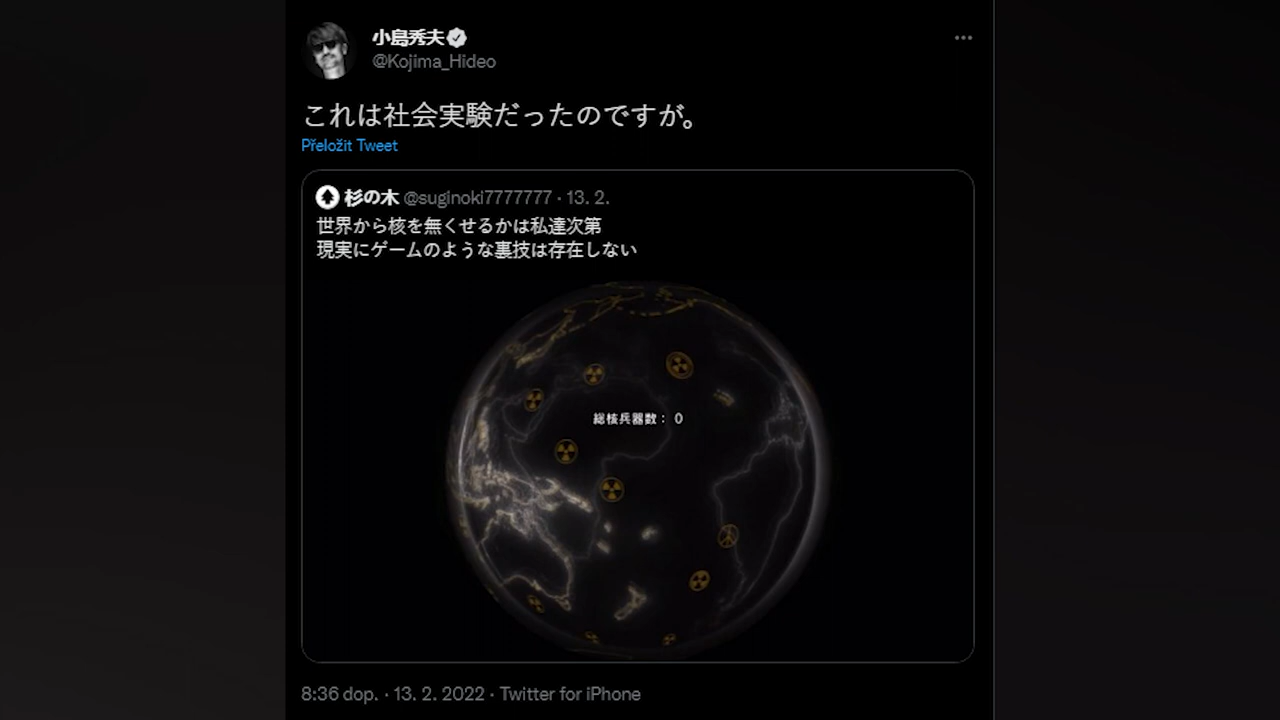 小島秀夫
@Kojima_Hideo
これは社会実験だったのですが。
Přeložit Tweet
杉の木 @suginoki7777777 · 13. 2.
世界から核を無くせるかは私達次第
現実にゲームのような裏技は存在しない
総核兵器数： 0
8:36 dop. · 13. 2. 2022 · Twitter for iPhone